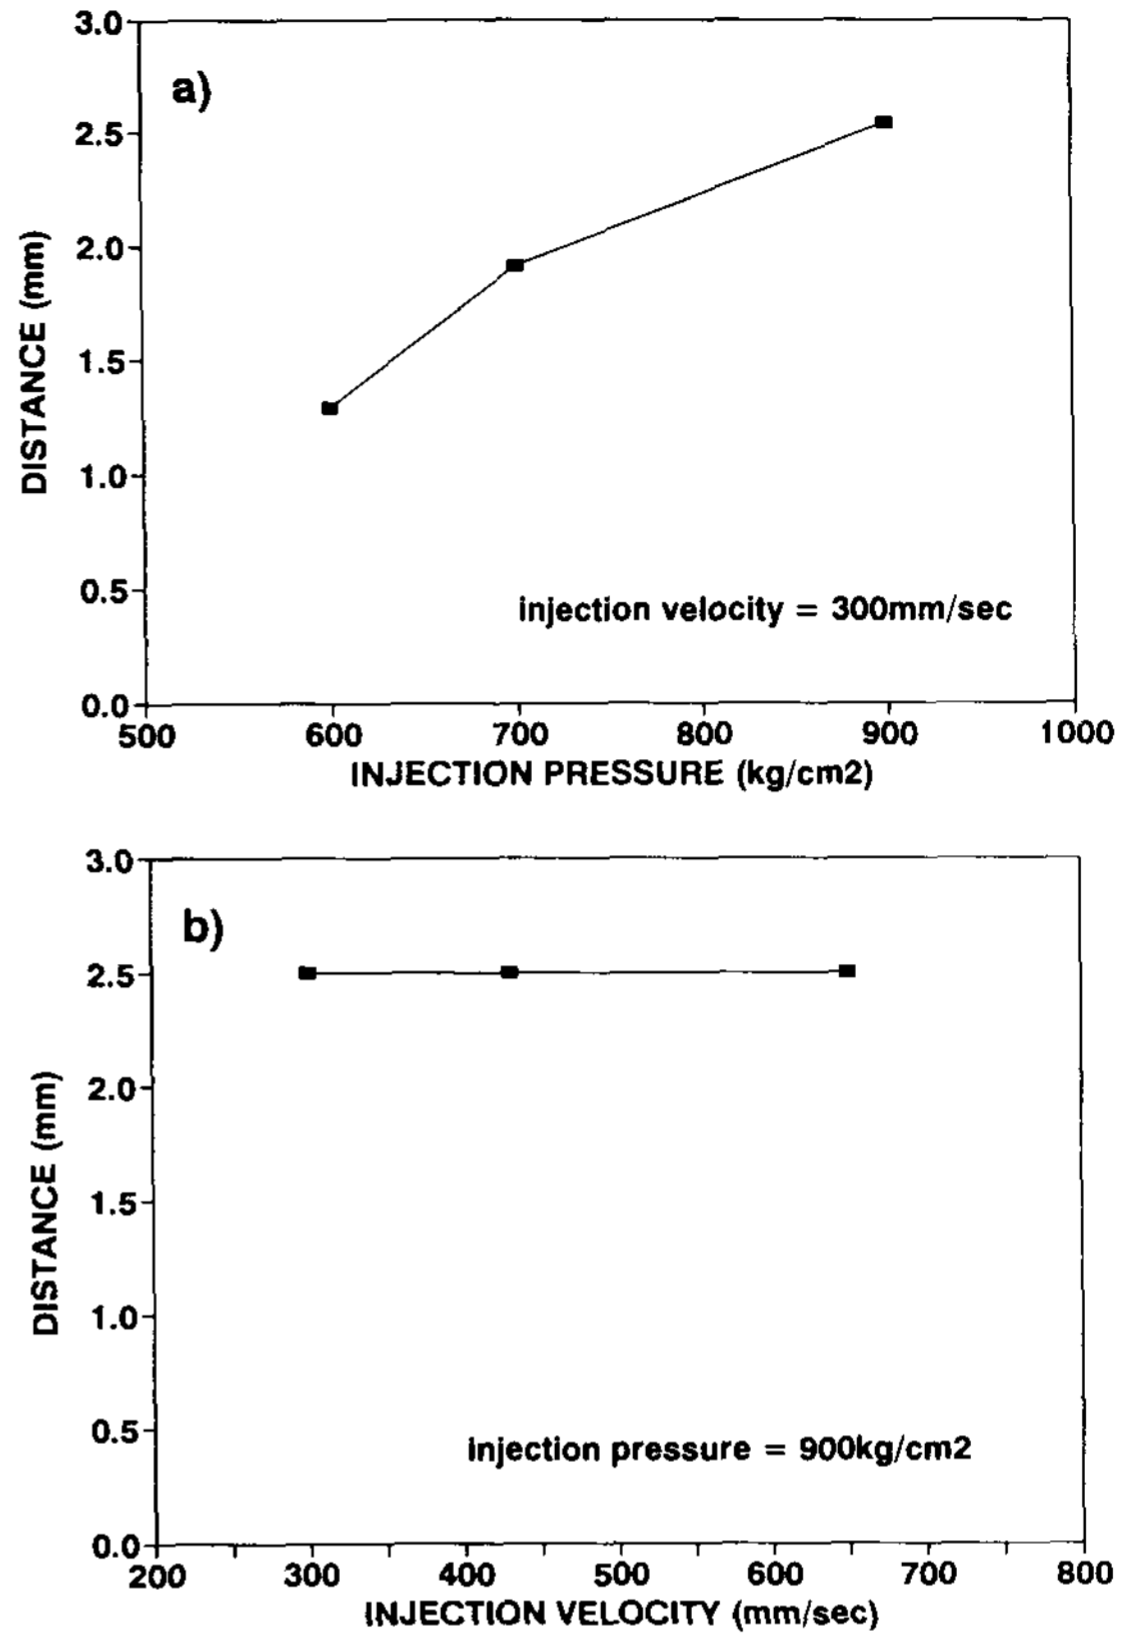 3.0
a)
2.5
2.0
1.5
1.0
0.5
0.0
DISTANCE (mm)
injection velocity = 300mm/sec
500 600 700 800 900 1000
INJECTION PRESSURE (kg/cm2)
3.0
b)
2.5
2.0
1.5
1.0
0.5
0.0
DISTANCE (mm)
injection pressure = 900kg/cm2
200 300 400 500 600 700 800
INJECTION VELOCITY (mm/sec)